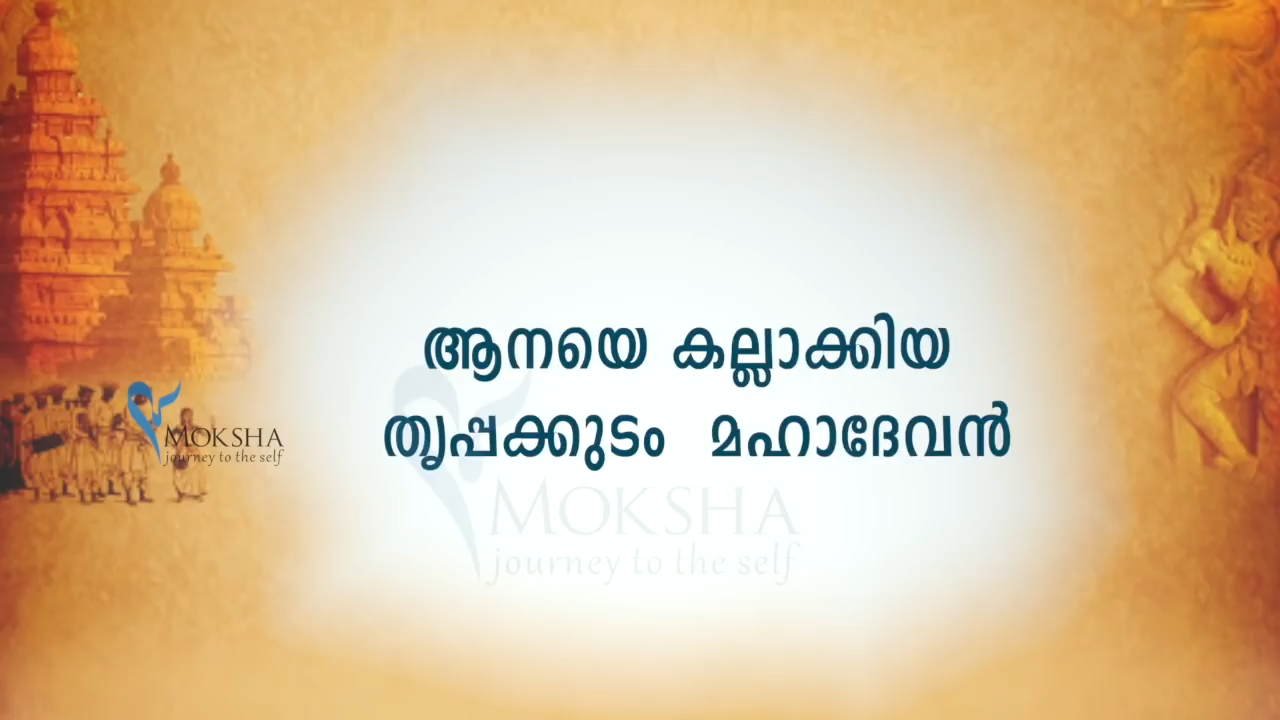 ആനയെ കല്ലാക്കിയ
തൃപ്പക്കുടം മഹാദേവൻ
MOKSHA
journey to the self
MOKSHA
journey to the self